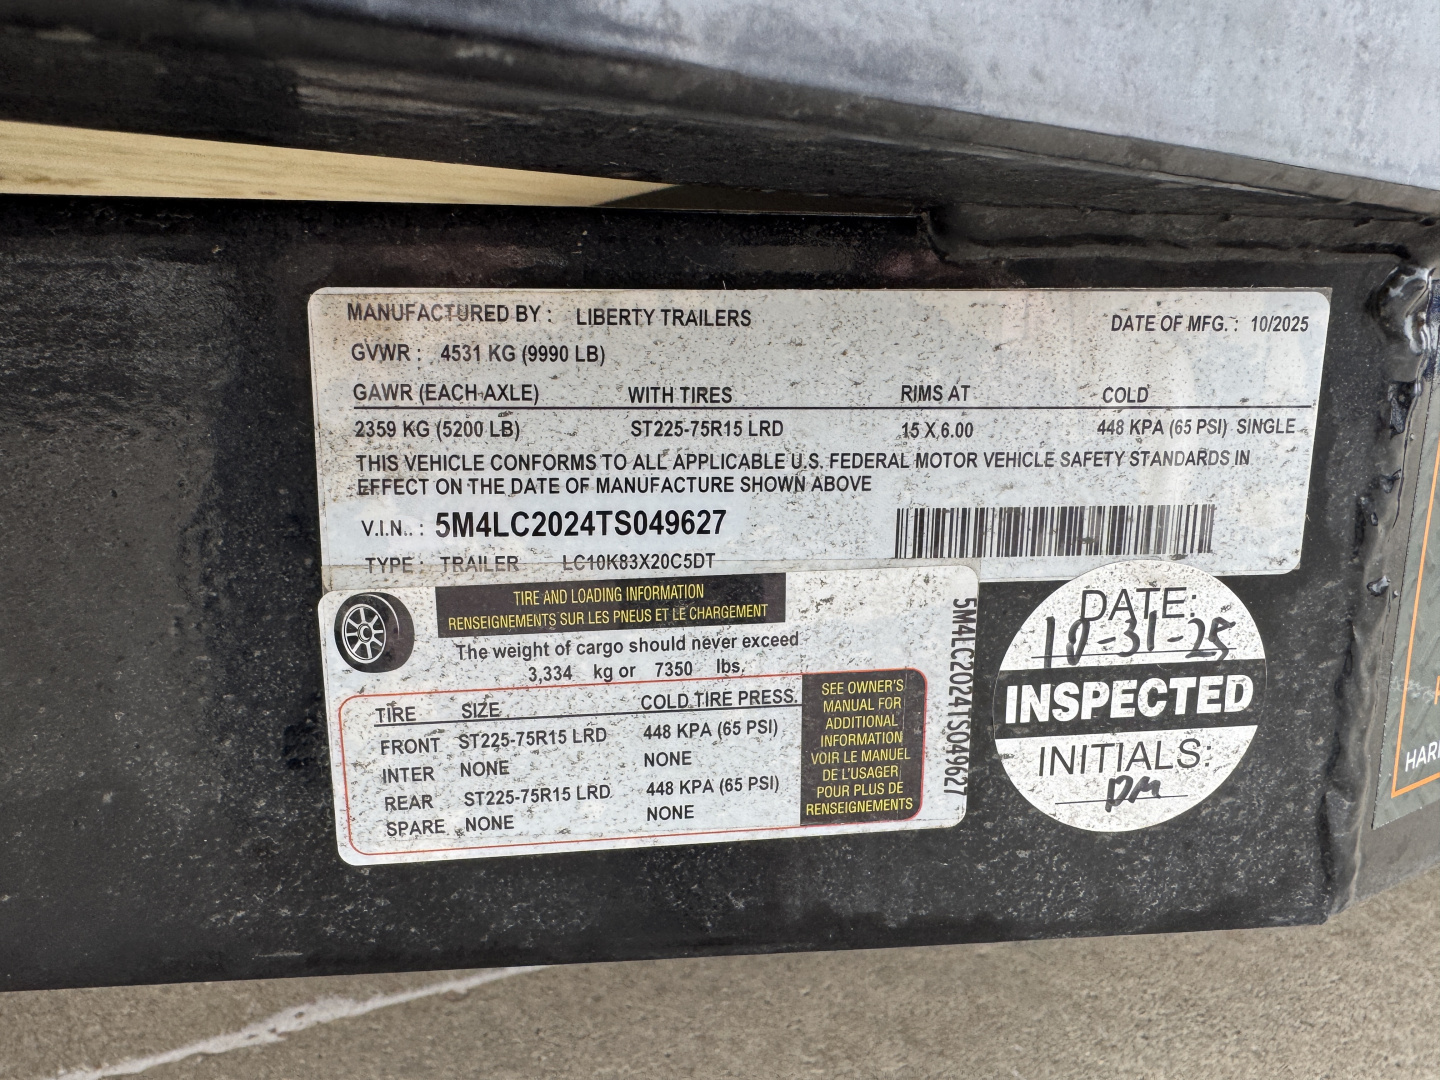 MANUFACTURED BY : LIBERTY TRAILERS DATE OF MFG. : 10/2025
GVWR : 4531 KG (9990 LB)
GAWR (EACH AXLE) WITH TIRES RIMS AT COLD
2359 KG (5200 LB) ST225-75R15 LRD 15 X 6.00 448 KPA (65 PSI) SINGLE
THIS VEHICLE CONFORMS TO ALL APPLICABLE U.S. FEDERAL MOTOR VEHICLE SAFETY STANDARDS IN
EFFECT ON THE DATE OF MANUFACTURE SHOWN ABOVE
V.I.N.. : 5M4LC2024TS049627
TYPE : TRAILER LC10K83X20C5DT
TIRE AND LOADING INFORMATION
RENSEIGNEMENTS SUR LES PNEUS ET LE CHARGEMENT
The weight of cargo should never exceed
3,334 kg or 7350 lbs.
TIRE SIZE COLD TIRE PRESS.
FRONT ST225-75R15 LRD 448 KPA (65 PSI)
INTER NONE NONE
REAR ST225-75R15 LRD 448 KPA (65 PSI)
SPARE NONE NONE
SEE OWNER'S
MANUAL FOR
ADDITIONAL
INFORMATION
VOIR LE MANUEL
DE L'USAGER
POUR PLUS DE
RENSEIGNEMENTS
5M4LC2024TS049627
DATE:
10-31-25
INSPECTED
INITIALS:
DM